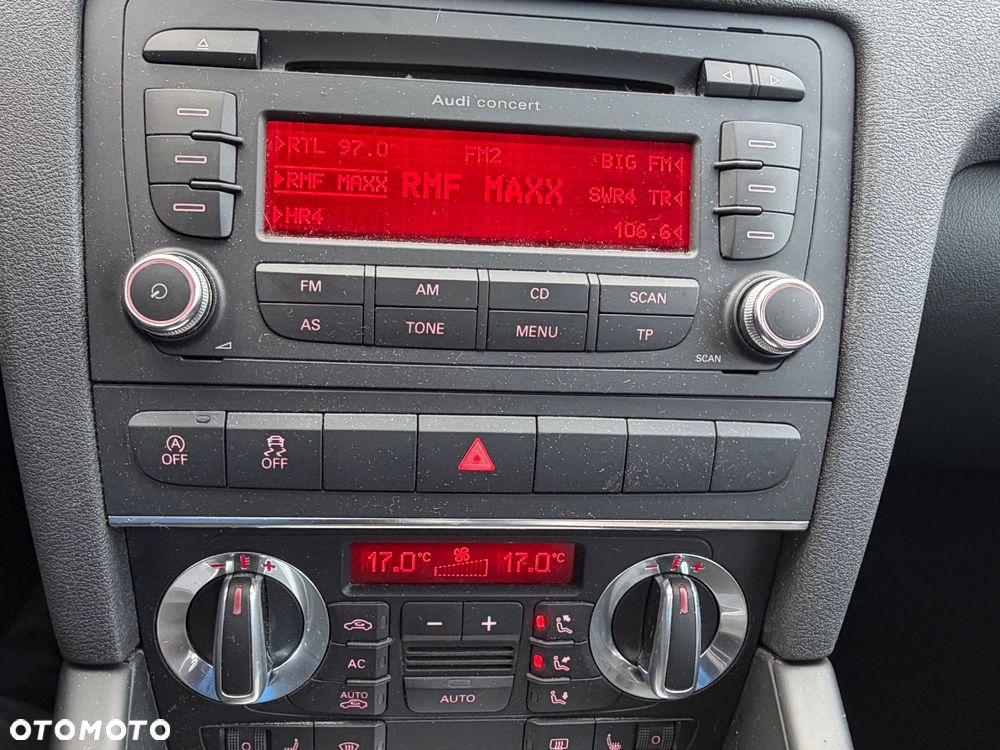 Audi concert
RTL 97.0 FM2 BIG FM
RMF MAXX RMF MAXX SWR4 TR
HR4 106.6
FM AM CD SCAN
AS TONE MENU TP
SCAN
A
OFF OFF
17.0°C 17.0°C
- + - +
- +
AC
AUTO AUTO
OTOMOTO